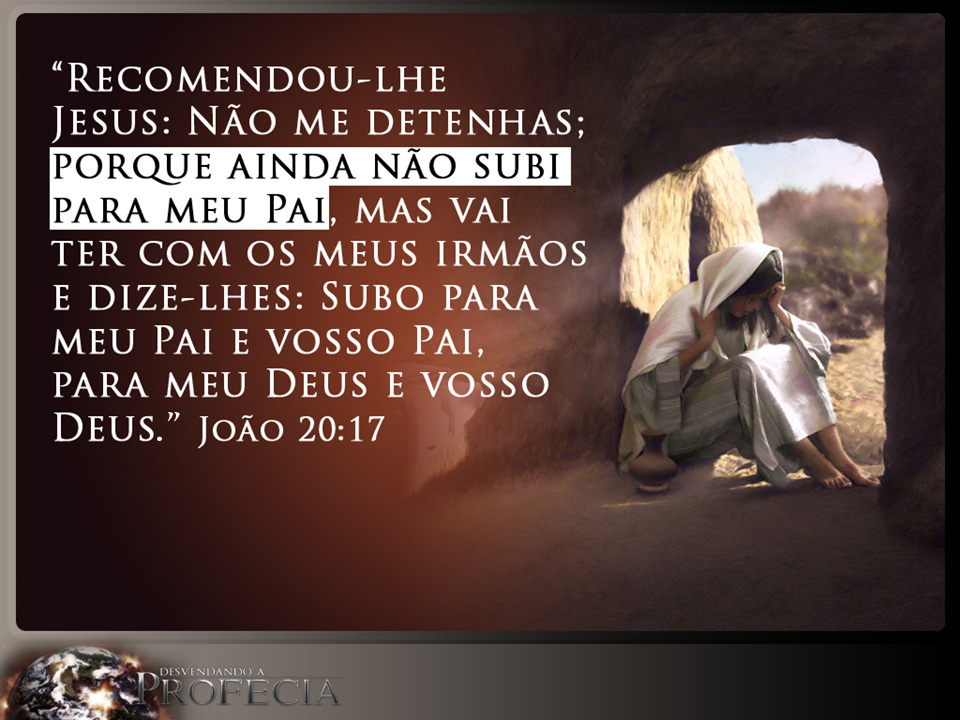 “Recomendou-lhe
Jesus: Não me detenhas;
porque ainda não subi
para meu Pai, mas vai
ter com os meus irmãos
e dize-lhes: Subo para
meu Pai e vosso Pai,
para meu Deus e vosso
Deus.” João 20:17
DESVENDANDO A
PROFECIA